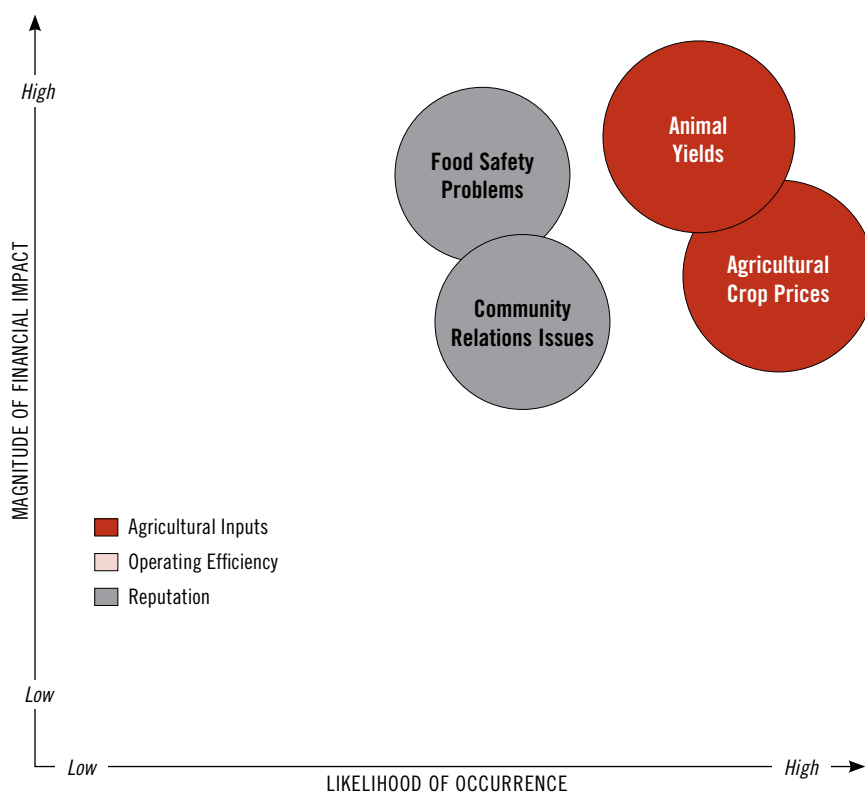 High
Animal
Yields
Food Safety
Problems
Agricultural
Crop Prices
Community
Relations Issues
MAGNITUDE OF FINANCIAL IMPACT
Agricultural Inputs
Operating Efficiency
Reputation
Low
Low
High
LIKELIHOOD OF OCCURRENCE